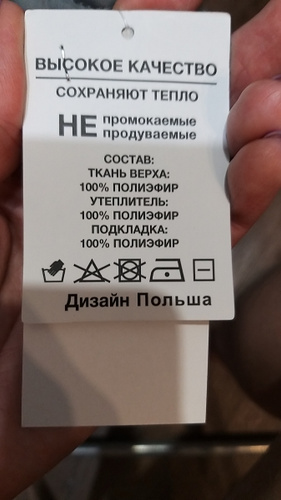 ВЫСОКОЕ КАЧЕСТВО
СОХРАНЯЮТ ТЕПЛО
НЕ промокаемые
продуваемые
СОСТАВ:
ТКАНЬ ВЕРХА:
100% ПОЛИЭФИР
УТЕПЛИТЕЛЬ:
100% ПОЛИЭФИР
ПОДКЛАДКА:
100% ПОЛИЭФИР
Дизайн Польша